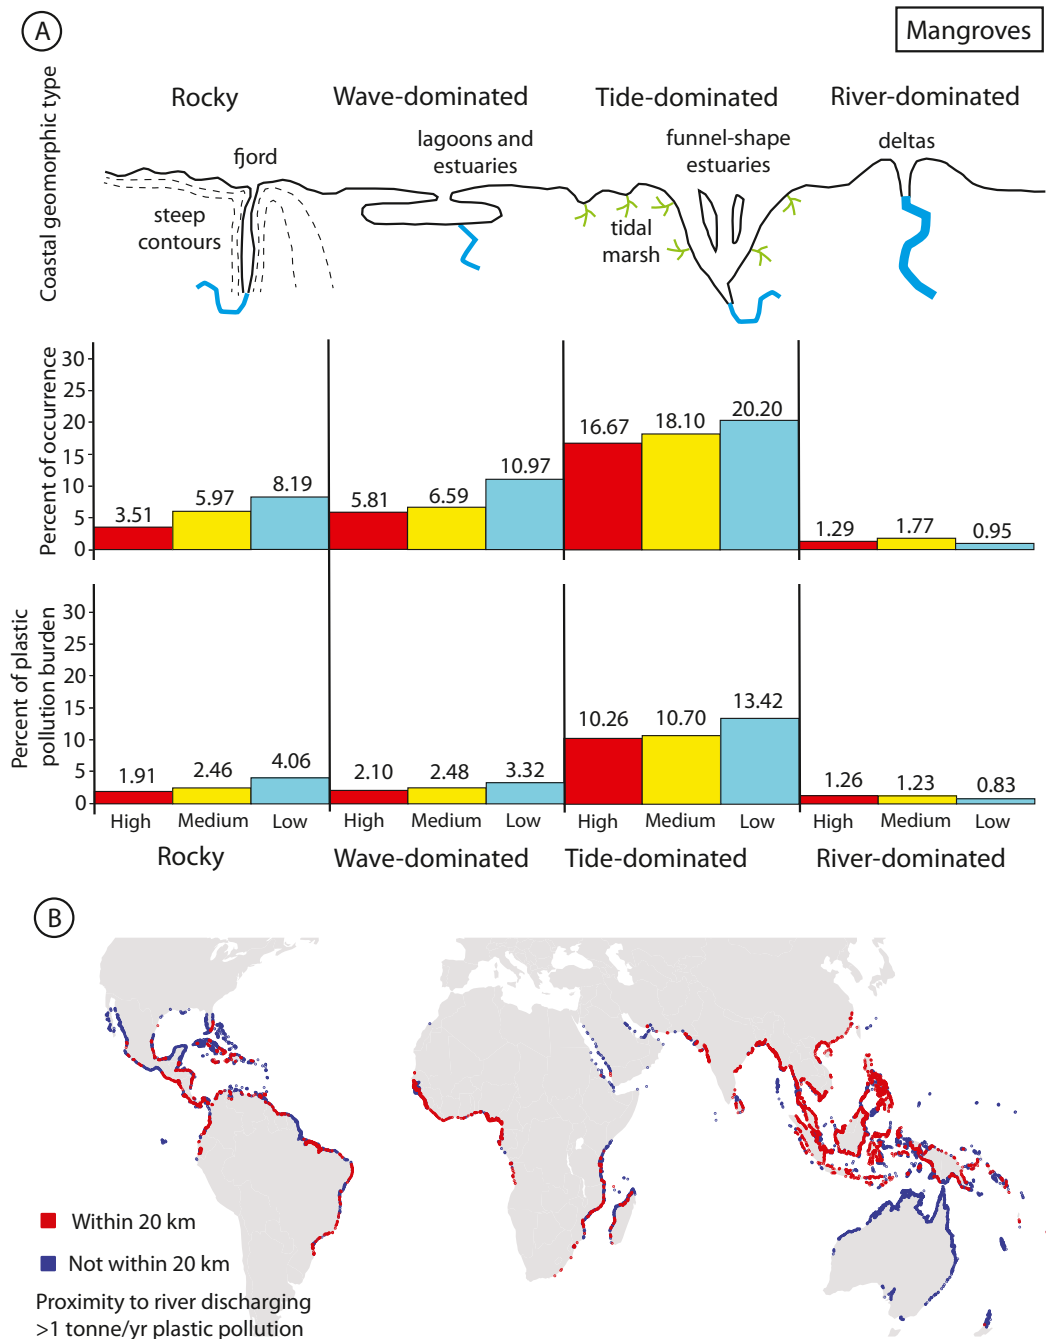 A
Mangroves
Coastal geomorphic type
Rocky
Wave-dominated
Tide-dominated
River-dominated
fjord
steep
contours
lagoons and
estuaries
tidal
marsh
funnel-shape
estuaries
deltas
Percent of occurrence
30
25
20
15
10
5
0
3.51
5.97
8.19
5.81
6.59
10.97
16.67
18.10
20.20
1.29
1.77
0.95
Percent of plastic
pollution burden
30
25
20
15
10
5
0
1.91
2.46
4.06
2.10
2.48
3.32
10.26
10.70
13.42
1.26
1.23
0.83
High
Medium
Low
High
Medium
Low
High
Medium
Low
High
Medium
Low
Rocky
Wave-dominated
Tide-dominated
River-dominated
B
Within 20 km
Not within 20 km
Proximity to river discharging
>1 tonne/yr plastic pollution